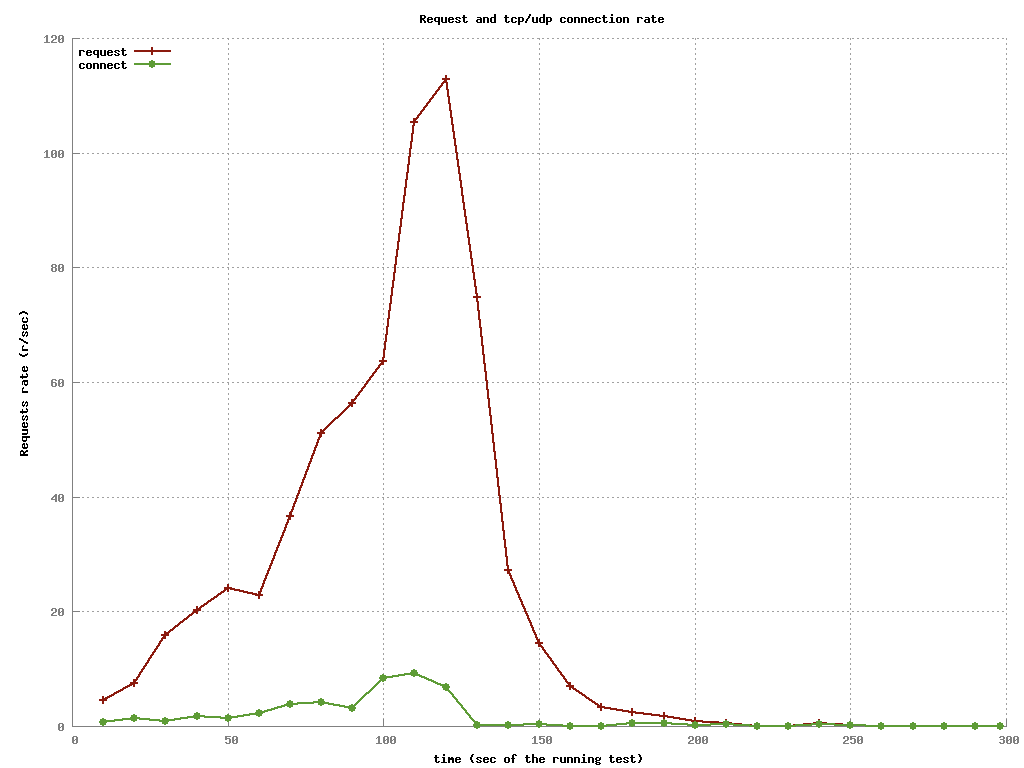 Request and tcp/udp connection rate
120
request
connect
100
80
60
40
20
0
Requests rate (r/sec)
0 50 100 150 200 250 300
time (sec of the running test)